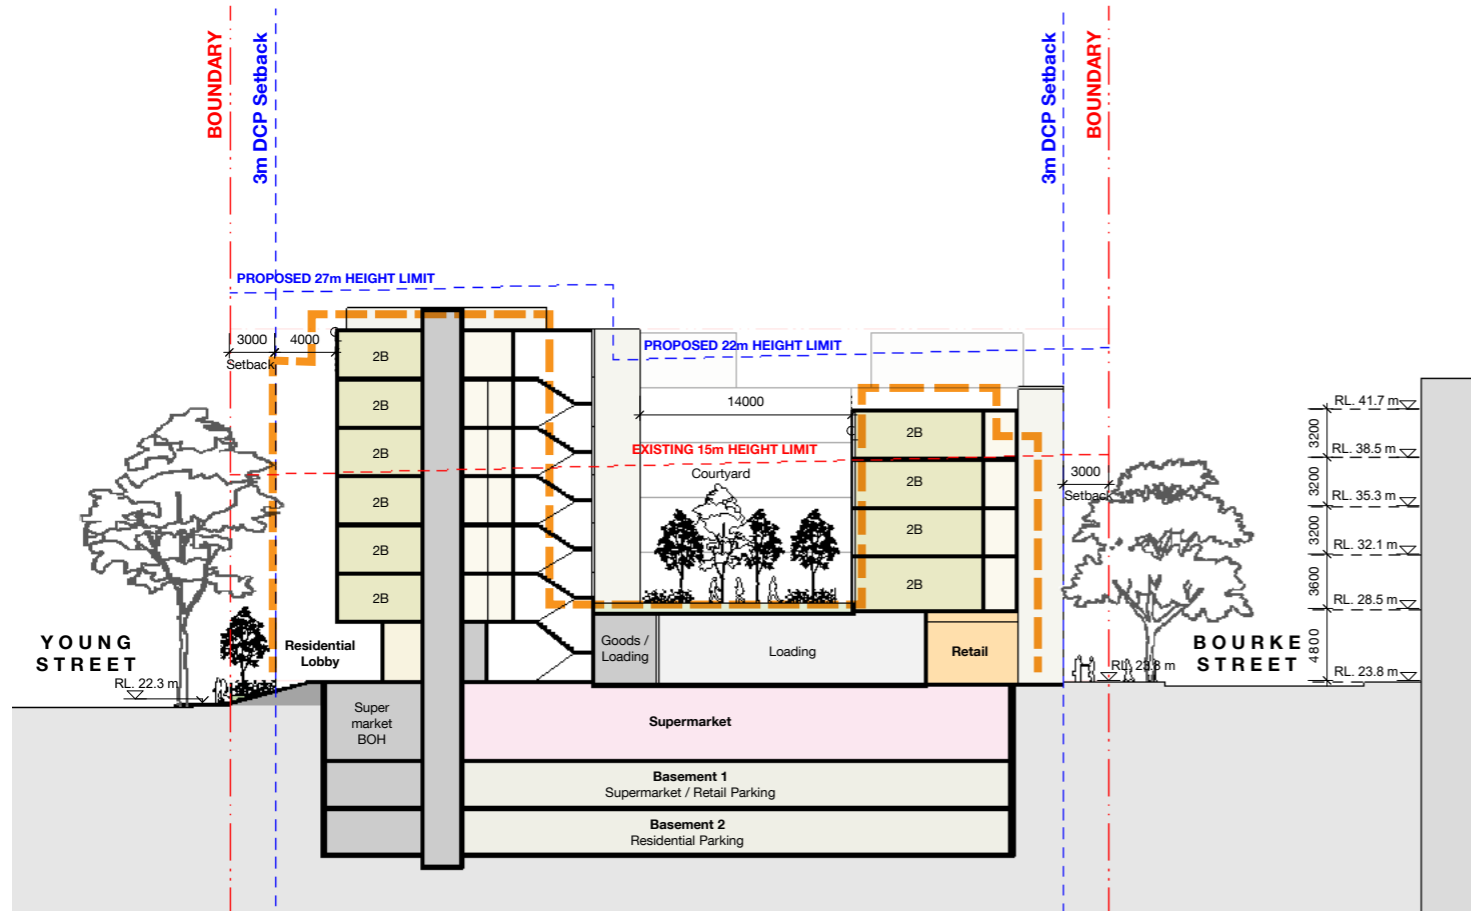 BOUNDARY
3m DCP Setback
3m DCP Setback
BOUNDARY
PROPOSED 27m HEIGHT LIMIT
3000
4000
Setback
PROPOSED 22m HEIGHT LIMIT
2B
2B
2B
2B
2B
2B
14000
EXISTING 15m HEIGHT LIMIT
Courtyard
2B
2B
2B
2B
3000
Setback
RL. 41.7 m
3200
RL. 38.5 m
3200
RL. 35.3 m
3200
RL. 32.1 m
3600
RL. 28.5 m
4800
RL. 23.8 m
YOUNG
STREET
RL. 22.3 m
Residential
Lobby
Goods /
Loading
Loading
Retail
RL. 23.8 m
BOURKE
STREET
Super
market
BOH
Supermarket
Basement 1
Supermarket / Retail Parking
Basement 2
Residential Parking